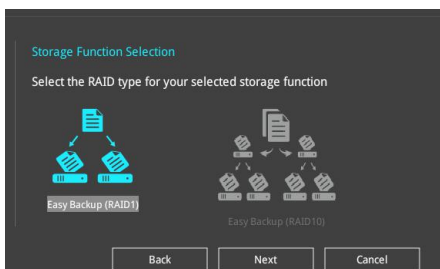 Storage Function Selection
Select the RAID type for your selected storage function
Easy Backup (RAID1)
Easy Backup (RAID10)
Back
Next
Cancel